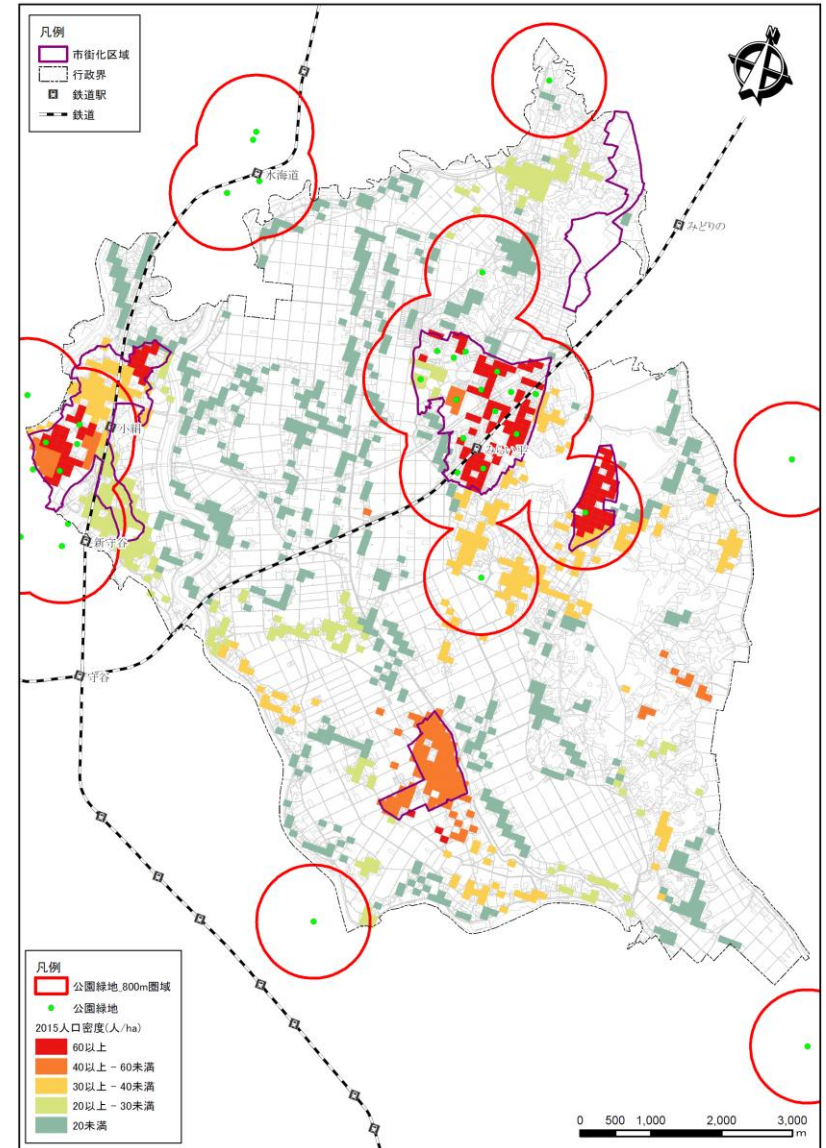 凡例
市街化区域
行政界
鉄道駅
鉄道
N
水海道
みどりの
小絹
みらい平
新守谷
守谷
凡例
公園緑地_800m圏域
公園緑地
2015人口密度(人/ha)
60以上
40以上 - 60未満
30以上 - 40未満
20以上 - 30未満
20未満
0 500 1,000 2,000 3,000
m